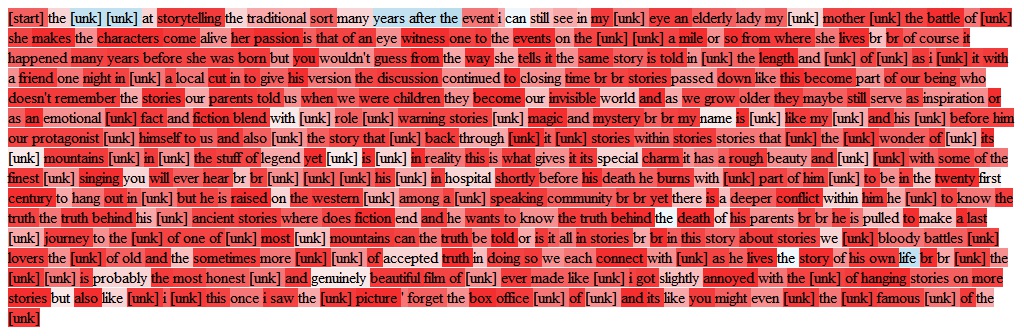 [start] the [unk] [unk] at storytelling the traditional sort many years after the event i can still see in my [unk] eye an elderly lady my [unk] mother [unk] the battle of [unk]
she makes the characters come alive her passion is that of an eye witness one to the events on the [unk] [unk] a mile or so from where she lives br br of course it
happened many years before she was born but you wouldn't guess from the way she tells it the same story is told in [unk] the length and [unk] of [unk] as i [unk] it with
a friend one night in [unk] a local cut in to give his version the discussion continued to closing time br br stories passed down like this become part of our being who
doesn't remember the stories our parents told us when we were children they become our invisible world and as we grow older they maybe still serve as inspiration or
as an emotional [unk] fact and fiction blend with [unk] role [unk] warning stories [unk] magic and mystery br br my name is [unk] like my [unk] and his [unk] before him
our protagonist [unk] himself to us and also [unk] the story that [unk] back through [unk] it [unk] stories within stories stories that [unk] the [unk] wonder of [unk] its
[unk] mountains [unk] in [unk] the stuff of legend yet [unk] is [unk] in reality this is what gives it its special charm it has a rough beauty and [unk] with some of the
finest [unk] singing you will ever hear br br [unk] [unk] [unk] his [unk] in hospital shortly before his death he burns with [unk] part of him [unk] to be in the twenty first
century to hang out in [unk] but he is raised on the western [unk] among a [unk] speaking community br br yet there is a deeper conflict within him he [unk] to know the
truth the truth behind his [unk] ancient stories where does fiction end and he wants to know the truth behind the death of his parents br br he is pulled to make a last
[unk] journey to the [unk] of one of [unk] most [unk] mountains can the truth be told or is it all in stories br br in this story about stories we [unk] bloody battles [unk]
lovers the [unk] of old and the sometimes more [unk] [unk] of accepted truth in doing so we each connect with [unk] as he lives the story of his own life br br [unk] the
[unk] [unk] is probably the most honest [unk] and genuinely beautiful film of [unk] ever made like [unk] i got slightly annoyed with the [unk] of hanging stories on more
stories but also like [unk] i [unk] this once i saw the [unk] picture ' forget the box office [unk] of [unk] and its like you might even [unk] the [unk] famous [unk] of the
[unk]